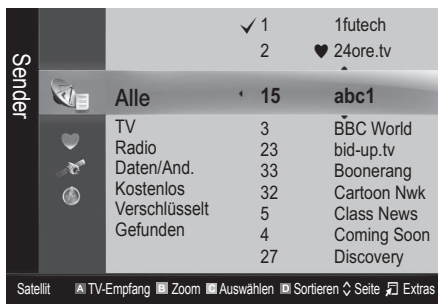 Sender
✓ 1 1futech
2 ♥ 24ore.tv
Alle 15 abc1
TV 3 BBC World
Radio 23 bid-up.tv
Daten/And. 33 Boonerang
Kostenlos 32 Cartoon Nwk
Verschlüsselt 5 Class News
Gefunden 4 Coming Soon
27 Discovery
Satellit A TV-Empfang B Zoom C Auswählen D Sortieren Seite Extras